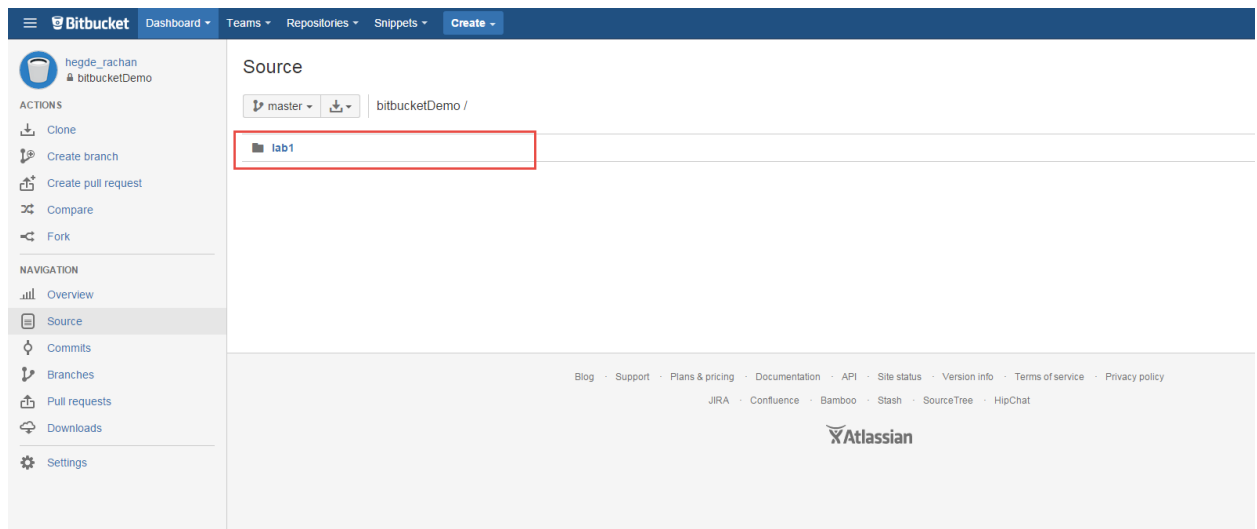 Bitbucket Dashboard Teams Repositories Snippets Create
hegde_rachan
bitbucketDemo
ACTIONS
Clone
Create branch
Create pull request
Compare
Fork
NAVIGATION
Overview
Source
Commits
Branches
Pull requests
Downloads
Settings
Source
master bitbucketDemo /
lab1
Blog · Support · Plans & pricing · Documentation · API · Site status · Version info · Terms of service · Privacy policy
JIRA · Confluence · Bamboo · Stash · SourceTree · HipChat
Atlassian